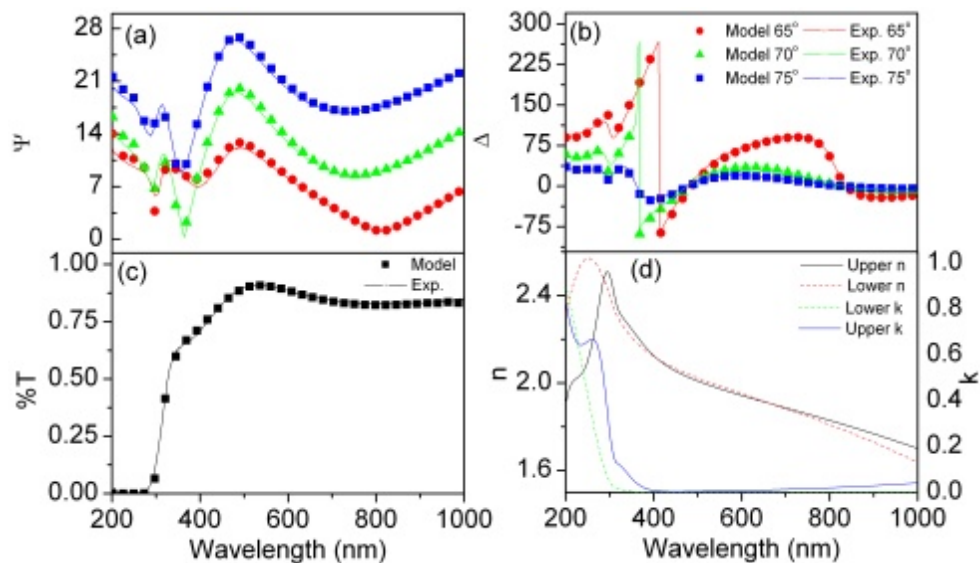 (a)
28
21
14
7
0
Ψ
(b)
300
225
150
75
0
-75
Δ
Model 65° Exp. 65°
Model 70° Exp. 70°
Model 75° Exp. 75°
(c)
1.00
0.75
0.50
0.25
0.00
%T
Model
Exp.
200 400 600 800 1000
Wavelength (nm)
(d)
2.4
2.0
1.6
n
Upper n
Lower n
Lower k
Upper k
1.0
0.8
0.6
0.4
0.2
0.0
k
200 400 600 800 1000
Wavelength (nm)